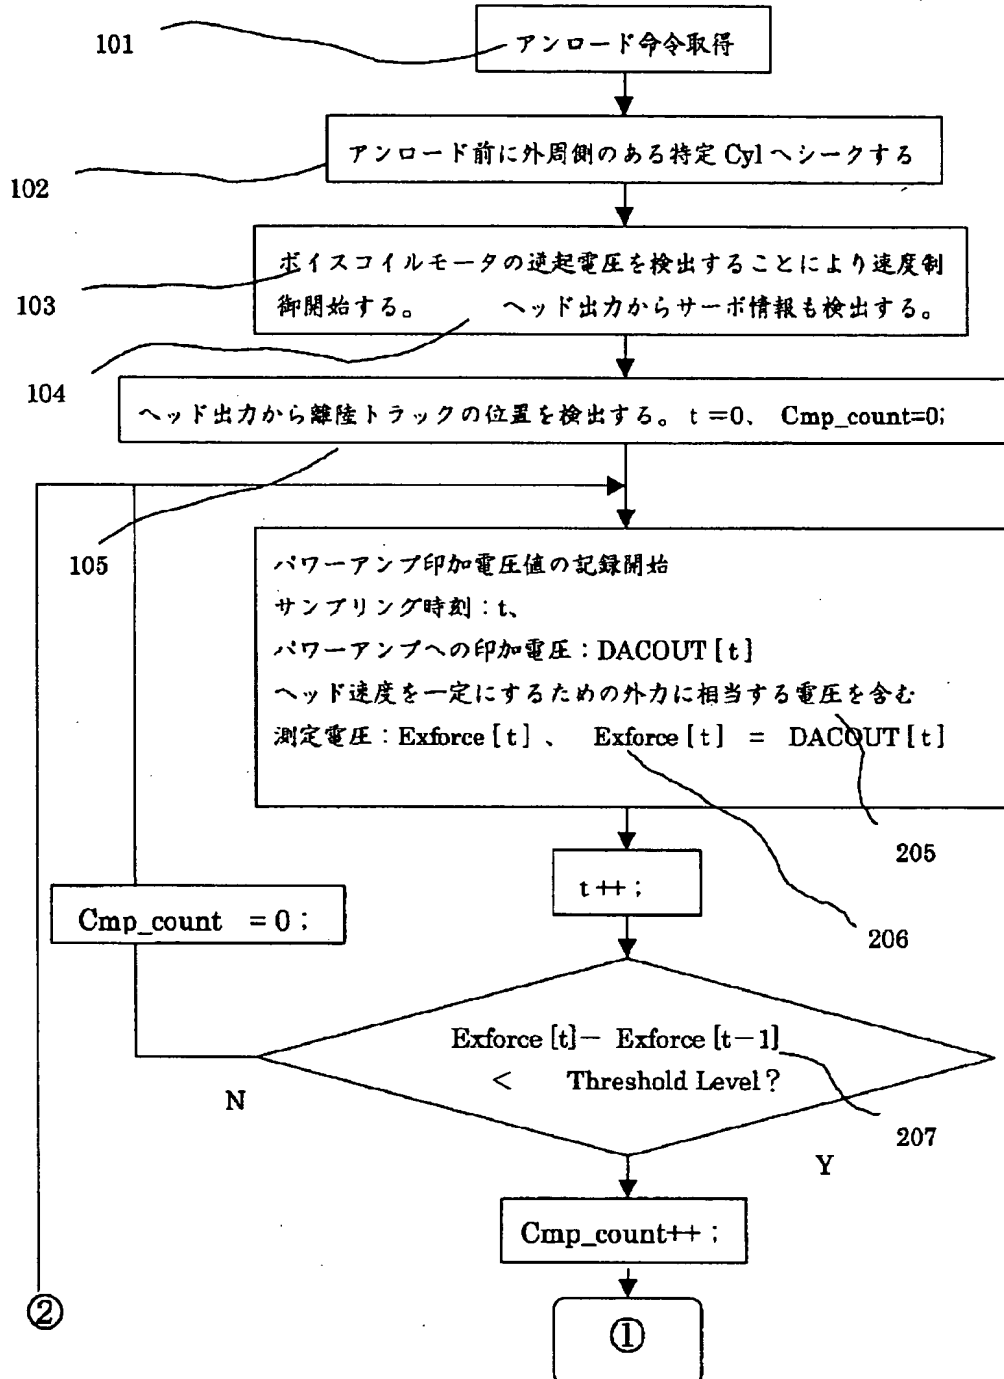 101
アンロード命令取得
アンロード前に外周側のある特定 Cyl へシークする
102
ボイスコイルモータの逆起電圧を検出することにより速度制
御開始する。 ヘッド出力からサーボ情報も検出する。
103
104
ヘッド出力から離陸トラックの位置を検出する。t=0、 Cmp_count=0;
105
パワーアンプ印加電圧値の記録開始
サンプリング時刻:t、
パワーアンプへの印加電圧:DACOUT[t]
ヘッド速度を一定にするための外力に相当する電圧を含む
測定電圧:Exforce[t]、 Exforce[t] = DACOUT[t]
205
t++;
Cmp_count =0;
206
Exforce[t]- Exforce[t-1]
< Threshold Level?
N
207
Y
Cmp_count++;
②
①